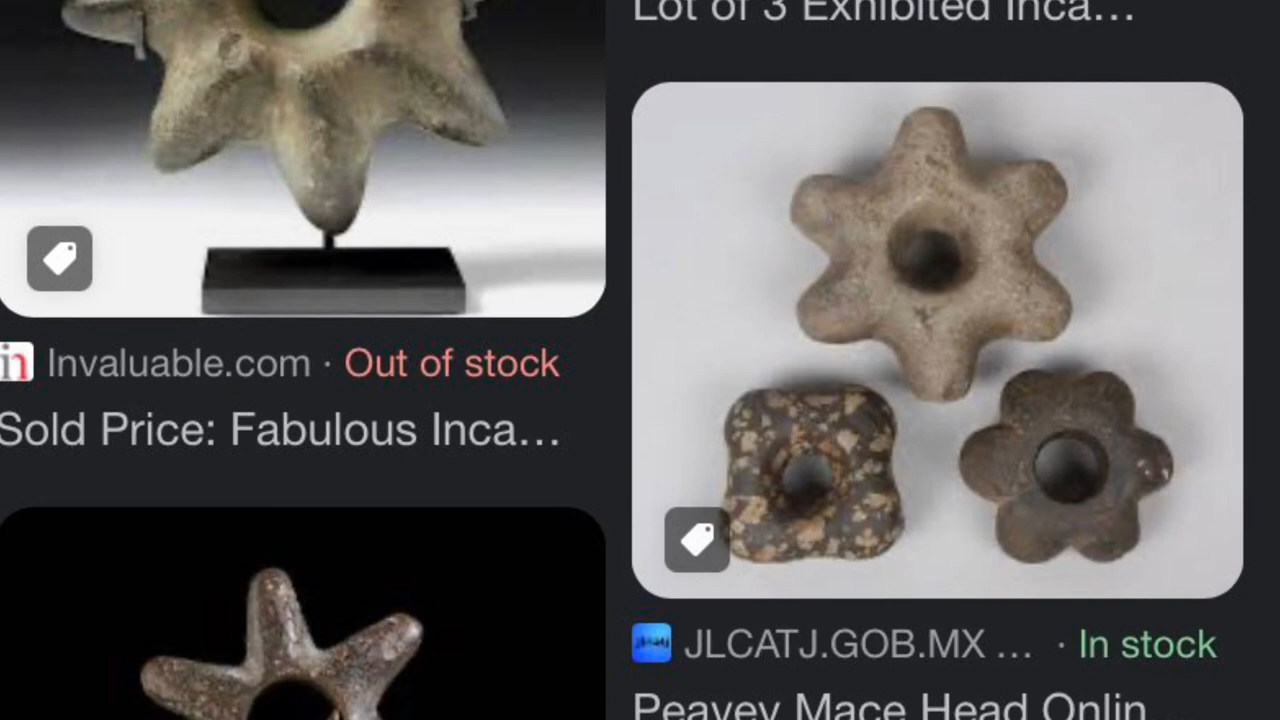 Lot of 3 Exhibited Inca...
in Invaluable.com · Out of stock
Sold Price: Fabulous Inca...
JLCATJ.GOB.MX ... · In stock
Peavey Mace Head Onlin